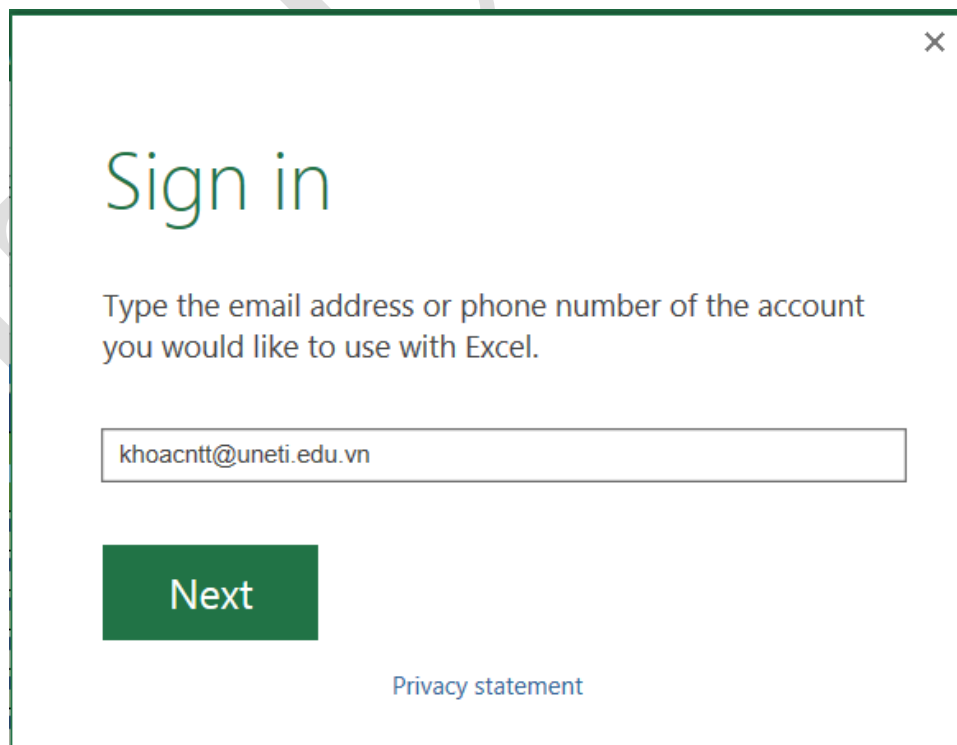 Sign in
Type the email address or phone number of the account
you would like to use with Excel.
khoacntt@uneti.edu.vn
Next
Privacy statement